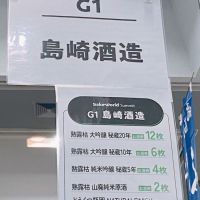 G1
島崎酒造
SakeWorld Summit
G1 島崎酒造
熟露枯 大吟醸 秘蔵20年 12枚
熟露枯 大吟醸 秘蔵10年 6枚
熟露枯 純米吟醸 秘蔵5年 4枚
熟露枯 山廃純米原酒 2枚